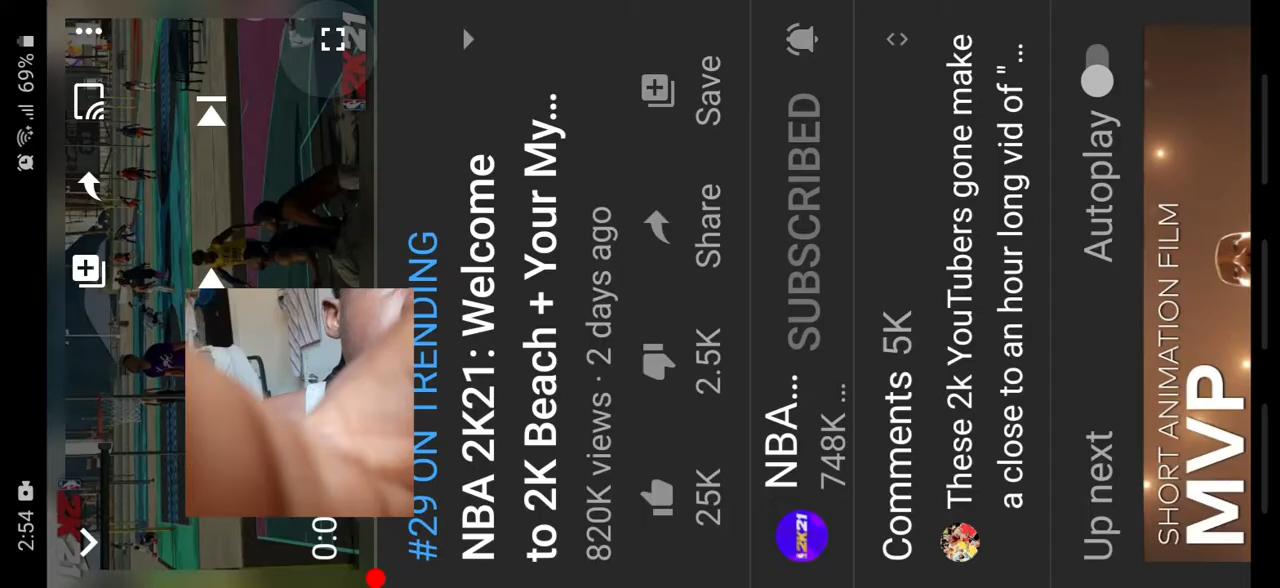 2:54
69%
2K21
0:0
#29 ON TRENDING
NBA 2K21: Welcome
to 2K Beach + Your My...
820K views · 2 days ago
25K
2.5K
Share
Save
2K21
NBA...
SUBSCRIBED
748K ...
Comments 5K
These 2k YouTubers gone make
a close to an hour long vid of "...
Up next
Autoplay
SHORT ANIMATION FILM
MVP